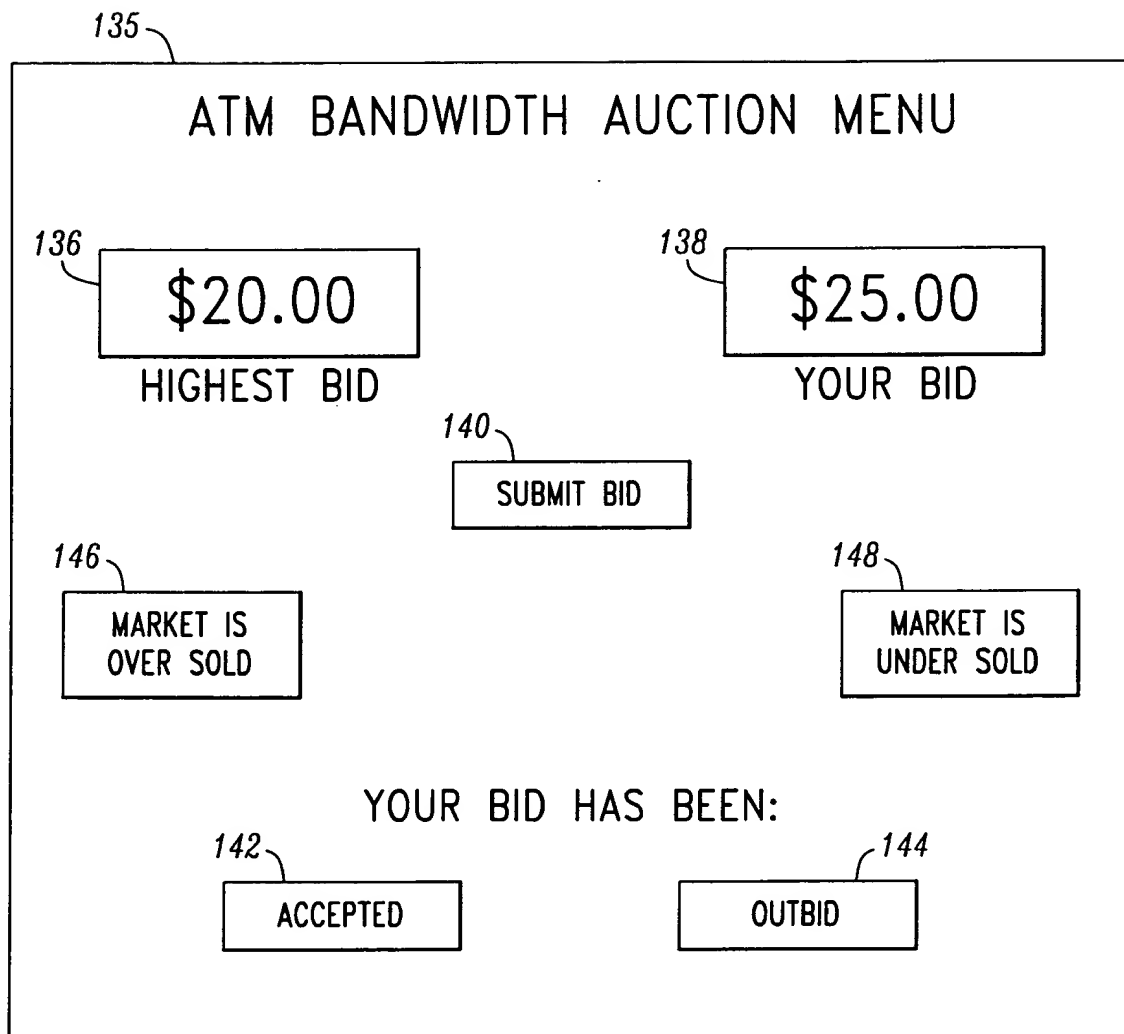 135
ATM BANDWIDTH AUCTION MENU
136
$20.00
HIGHEST BID
138
$25.00
YOUR BID
140
SUBMIT BID
146
MARKET IS
OVER SOLD
148
MARKET IS
UNDER SOLD
YOUR BID HAS BEEN:
142
ACCEPTED
144
OUTBID